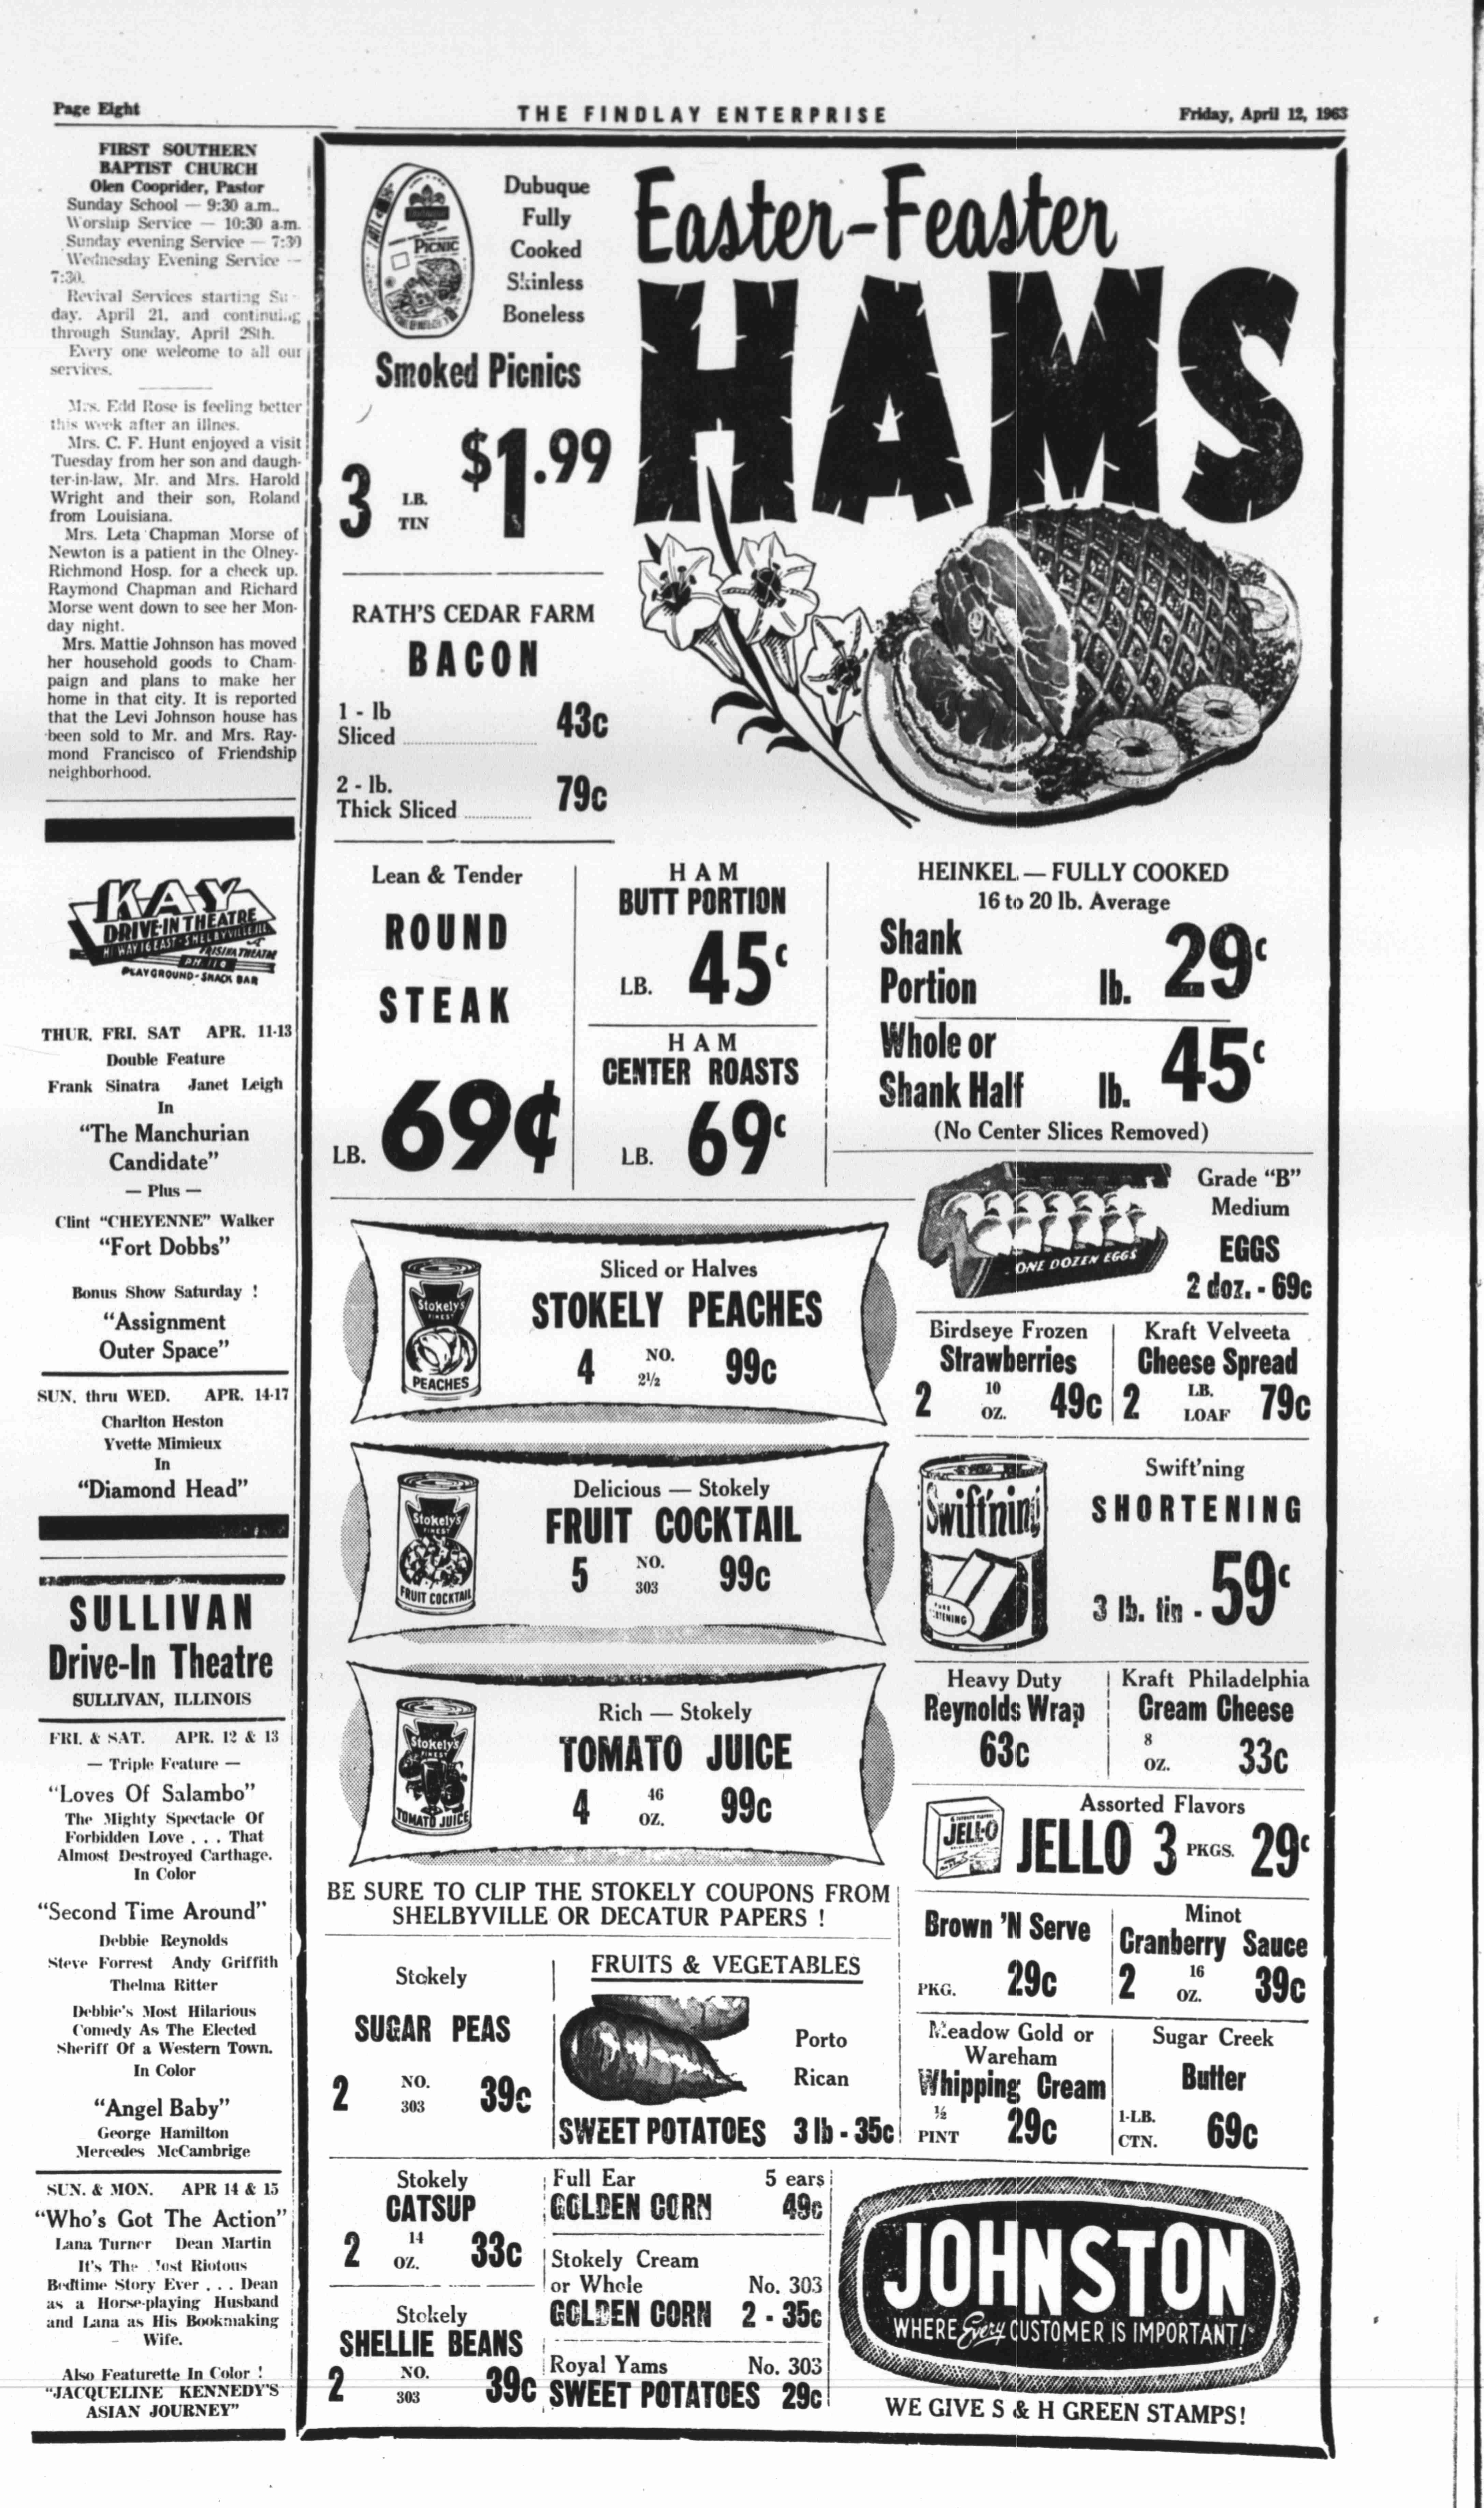 Page Eight
THE FINDLAY ENTERPRISE
Friday, April 12, 1963
FIRST SOUTHERN
BAPTIST CHURCH
Olen Cooprider, Pastor
Sunday School — 9:30 a.m..
Worship Service — 10:30 a.m.
Sunday evening Service — 7:30
Wednesday Evening Service —
7:30.
Revival Services starting Su-
day, April 21, and continuing
through Sunday, April 28th.
Every one welcome to all our
services.
Mrs. Edd Rose is feeling better
this week after an illnes.
Mrs. C. F. Hunt enjoyed a visit
Tuesday from her son and daugh-
ter-in-law, Mr. and Mrs. Harold
Wright and their son, Roland
from Louisiana.
Mrs. Leta Chapman Morse of
Newton is a patient in the Olney-
Richmond Hosp. for a check up.
Raymond Chapman and Richard
Morse went down to see her Mon-
day night.
Mrs. Mattie Johnson has moved
her household goods to Cham-
paign and plans to make her
home in that city. It is reported
that the Levi Johnson house has
been sold to Mr. and Mrs. Ray-
mond Francisco of Friendship
neighborhood.
KAY
DRIVE-IN THEATRE
HI-WAY 16 EAST-SHELBYVILLE ILL
FRISINA THEATRE
PH 110
PLAYGROUND-SNACK BAR
THUR. FRI. SAT APR. 11-13
Double Feature
Frank Sinatra Janet Leigh
In
“The Manchurian
Candidate”
— Plus —
Clint “CHEYENNE” Walker
“Fort Dobbs”
Bonus Show Saturday !
“Assignment
Outer Space”
SUN. thru WED. APR. 14-17
Charlton Heston
Yvette Mimieux
In
“Diamond Head”
SULLIVAN
Drive-In Theatre
SULLIVAN, ILLINOIS
FRI. & SAT. APR. 12 & 13
— Triple Feature —
“Loves Of Salambo”
The Mighty Spectacle Of
Forbidden Love . . . That
Almost Destroyed Carthage.
In Color
“Second Time Around”
Debbie Reynolds
Steve Forrest Andy Griffith
Thelma Ritter
Debbie's Most Hilarious
Comedy As The Elected
Sheriff Of a Western Town.
In Color
“Angel Baby”
George Hamilton
Mercedes McCambrige
SUN. & MON. APR 14 & 15
“Who's Got The Action”
Lana Turner Dean Martin
It's The Most Riotous
Bedtime Story Ever . . . Dean
as a Horse-playing Husband
and Lana as His Bookmaking
Wife.
Also Featurette In Color !
“JACQUELINE KENNEDY'S
ASIAN JOURNEY”
Easter-Feaster
HAMS
PICNIC
Dubuque
Fully
Cooked
Skinless
Boneless
Smoked Picnics
3 LB. TIN $1.99
RATH'S CEDAR FARM
BACON
1 - lb
Sliced 43c
2 - lb.
Thick Sliced 79c
Lean & Tender
ROUND
STEAK
LB. 69¢
HAM
BUTT PORTION
LB. 45c
HAM
CENTER ROASTS
LB. 69c
HEINKEL — FULLY COOKED
16 to 20 lb. Average
Shank
Portion lb. 29c
Whole or
Shank Half lb. 45c
(No Center Slices Removed)
ONE DOZEN EGGS
Grade “B”
Medium
EGGS
2 doz. - 69c
Stokely's
FINEST
PEACHES
Sliced or Halves
STOKELY PEACHES
4 NO. 2½ 99c
Birdseye Frozen
Strawberries
2 10 OZ. 49c
Kraft Velveeta
Cheese Spread
2 LB. LOAF 79c
Stokely's
FINEST
FRUIT COCKTAIL
Delicious — Stokely
FRUIT COCKTAIL
5 NO. 303 99c
Swift'ning
Swift'ning
SHORTENING
3 lb. tin - 59c
Stokely's
FINEST
TOMATO JUICE
Rich — Stokely
TOMATO JUICE
4 46 OZ. 99c
Heavy Duty
Reynolds Wrap
63c
Kraft Philadelphia
Cream Cheese
8 OZ. 33c
JELL-O
Assorted Flavors
JELLO 3 PKGS. 29c
BE SURE TO CLIP THE STOKELY COUPONS FROM
SHELBYVILLE OR DECATUR PAPERS !
Brown 'N Serve
PKG. 29c
Minot
Cranberry Sauce
2 16 OZ. 39c
Stokely
SUGAR PEAS
2 NO. 303 39c
FRUITS & VEGETABLES
Porto
Rican
SWEET POTATOES 3 lb - 35c
Meadow Gold or
Wareham
Whipping Cream
½ PINT 29c
Sugar Creek
Butter
1-LB. CTN. 69c
Stokely
CATSUP
2 14 OZ. 33c
Full Ear 5 ears
GOLDEN CORN 49c
Stokely Cream
or Whole No. 303
GOLDEN CORN 2 - 35c
Stokely
SHELLIE BEANS
2 NO. 303 39c
Royal Yams No. 303
SWEET POTATOES 29c
JOHNSTON
WHERE Every CUSTOMER IS IMPORTANT!
WE GIVE S & H GREEN STAMPS!